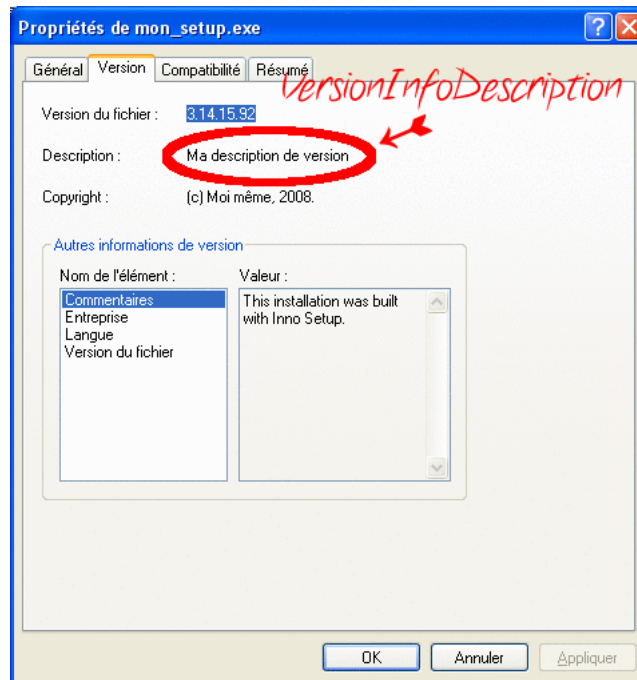 Propriétés de mon_setup.exe
Général Version Compatibilité Résumé
VersionInfoDescription
Version du fichier : 3.14.15.92
Description : Ma description de version
Copyright : (c) Moi même, 2008.
Autres informations de version
Nom de l'élément : Valeur :
Commentaires
Entreprise
Langue
Version du fichier
This installation was built
with Inno Setup.
OK Annuler Appliquer